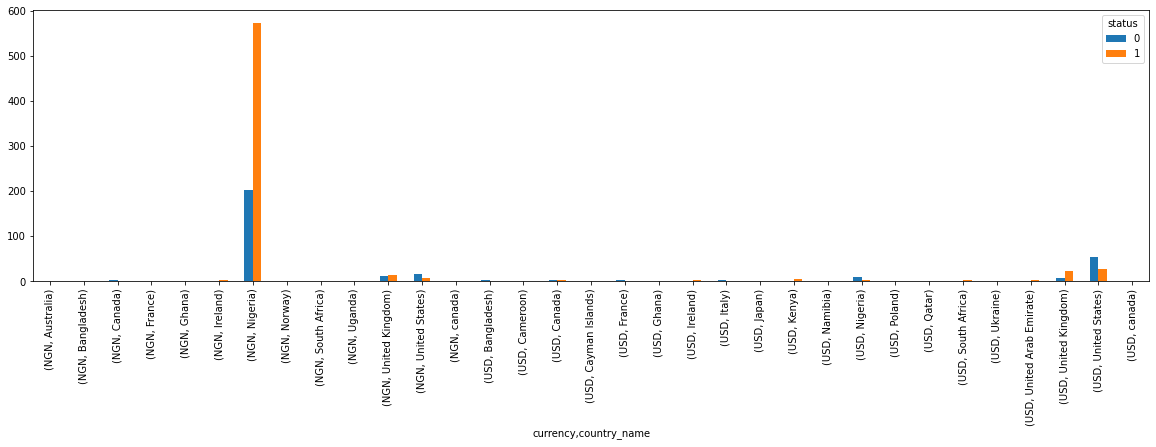 600
500
400
300
200
100
0
status
0
1
(NGN, Australia)
(NGN, Bangladesh)
(NGN, Canada)
(NGN, France)
(NGN, Ghana)
(NGN, Ireland)
(NGN, Nigeria)
(NGN, Norway)
(NGN, South Africa)
(NGN, Uganda)
(NGN, United Kingdom)
(NGN, United States)
(NGN, canada)
(USD, Bangladesh)
(USD, Cameroon)
(USD, Canada)
(USD, Cayman Islands)
(USD, France)
(USD, Ghana)
(USD, Ireland)
(USD, Italy)
(USD, Japan)
(USD, Kenya)
(USD, Namibia)
(USD, Nigeria)
(USD, Poland)
(USD, Qatar)
(USD, South Africa)
(USD, Ukraine)
(USD, United Arab Emirate)
(USD, United Kingdom)
(USD, United States)
(USD, canada)
currency,country_name